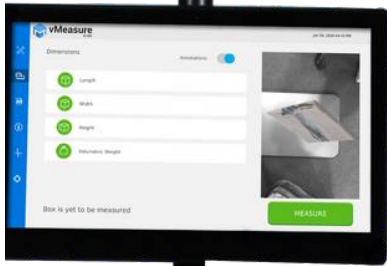 vMeasure
Dimensions
Annotations
Length
Width
Height
Volumetric Weight
Box is yet to be measured
MEASURE